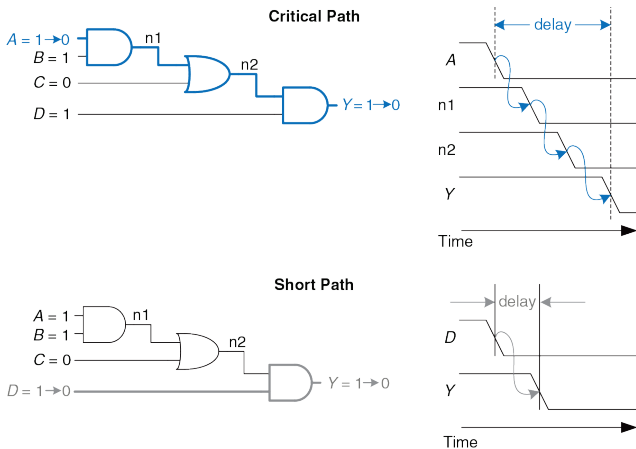 Critical Path
A = 1→0
B = 1
C = 0
D = 1
n1
n2
Y = 1→0
delay
A
n1
n2
Y
Time
Short Path
A = 1
B = 1
C = 0
D = 1→0
n1
n2
Y = 1→0
delay
D
Y
Time